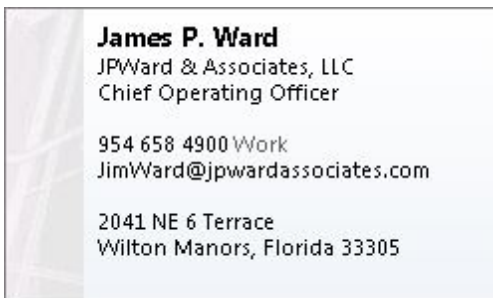 James P. Ward
JPWard & Associates, LLC
Chief Operating Officer
954 658 4900 Work
JimWard@jpwardassociates.com
2041 NE 6 Terrace
Wilton Manors, Florida 33305